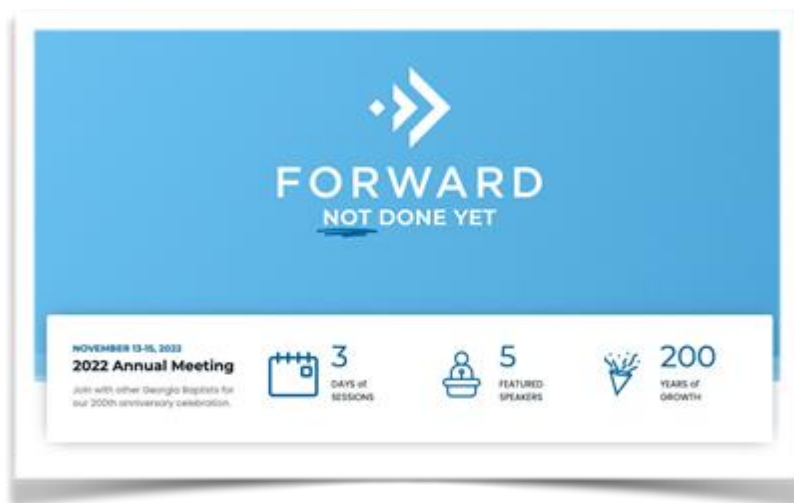 FORWARD
NOT DONE YET
NOVEMBER 13-15, 2022
2022 Annual Meeting
Join with other Georgia Baptists for
our 200th anniversary celebration.
3
DAYS of
SESSIONS
5
FEATURED
SPEAKERS
200
YEARS of
GROWTH